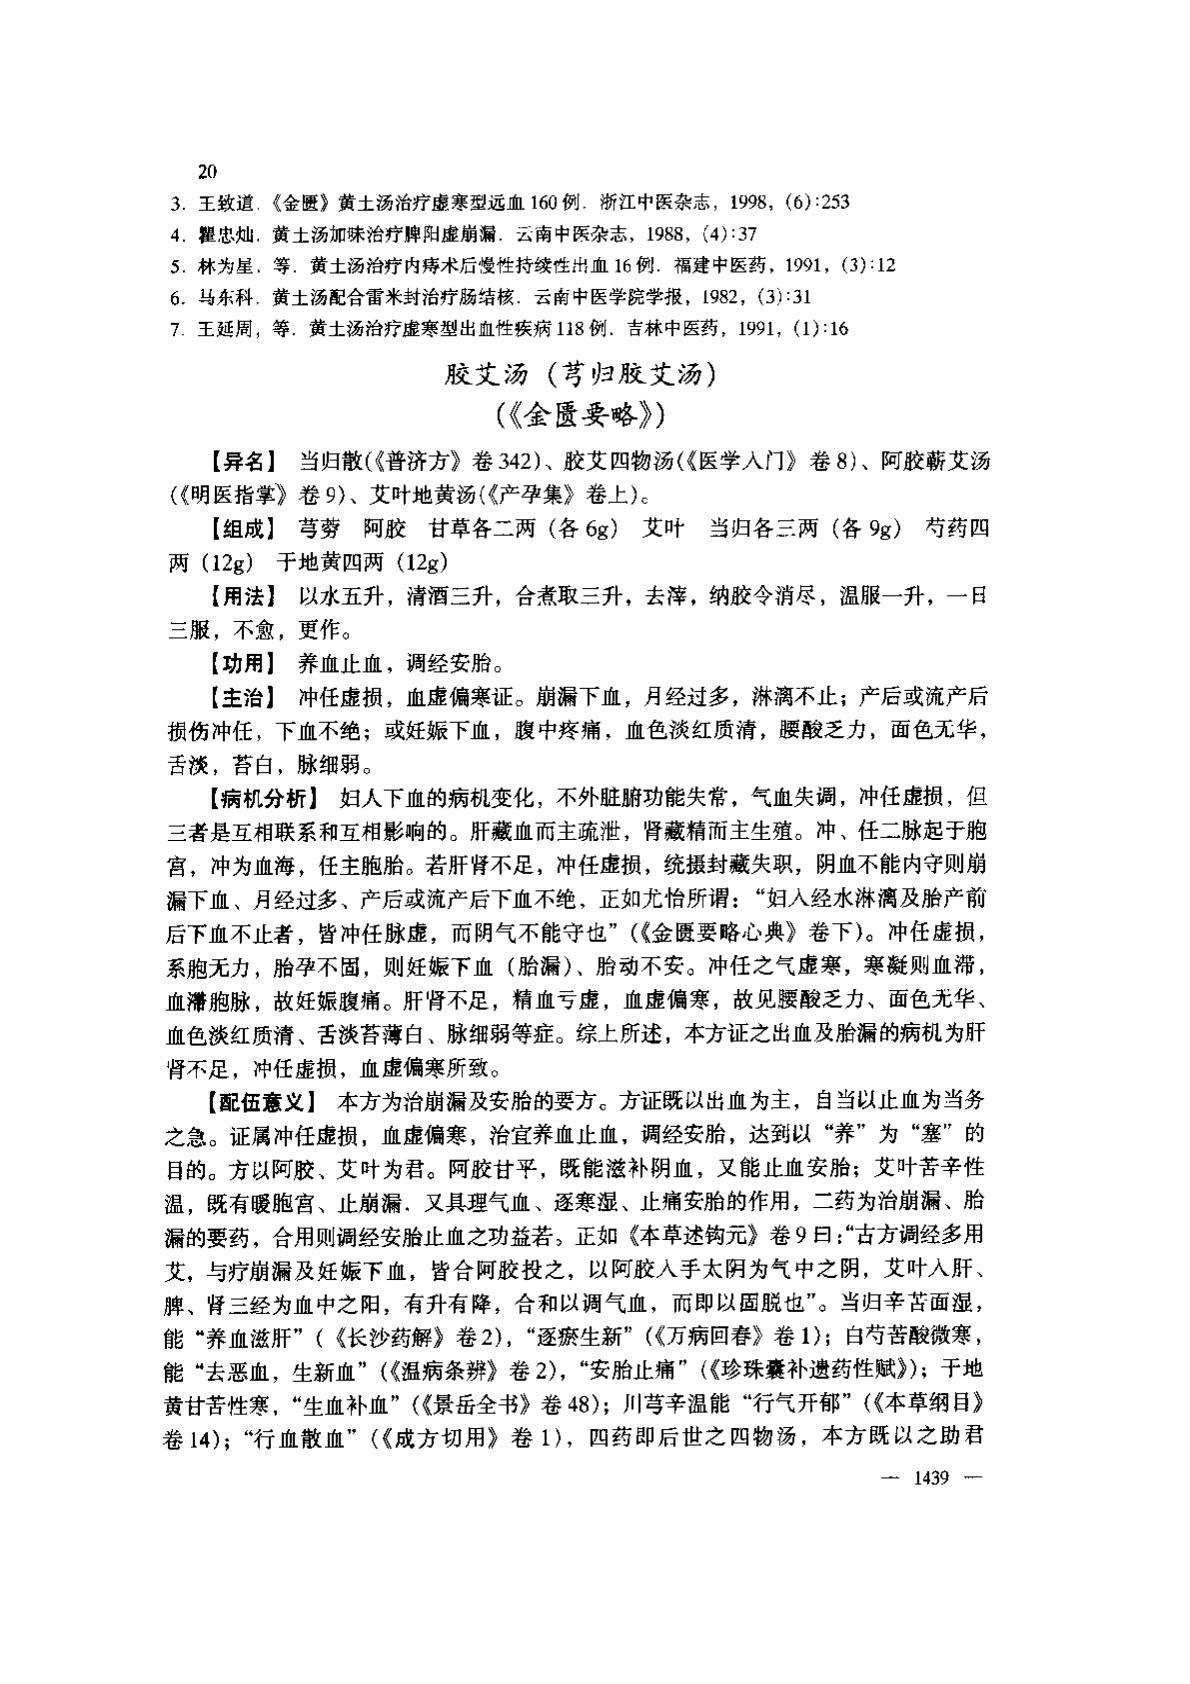 20
3. 王致道.《金匮》黄土汤治疗虚寒型远血 160 例. 浙江中医杂志, 1998, (6):253
4. 瞿忠灿. 黄土汤加味治疗脾阳虚崩漏. 云南中医杂志, 1988, (4):37
5. 林为星. 等. 黄土汤治疗内痔术后慢性持续性出血 16 例. 福建中医药, 1991, (3):12
6. 马东科. 黄土汤配合雷米封治疗肠结核. 云南中医学院学报, 1982, (3):31
7. 王延周, 等. 黄土汤治疗虚寒型出血性疾病 118 例. 吉林中医药, 1991, (1):16
胶艾汤（芎归胶艾汤）
（《金匮要略》）
【异名】 当归散(《普济方》卷 342)、胶艾四物汤(《医学入门》卷 8)、阿胶蕲艾汤
(《明医指掌》卷 9)、艾叶地黄汤(《产孕集》卷上)。
【组成】 芎䓖 阿胶 甘草各二两（各 6g） 艾叶 当归各三两（各 9g） 芍药四
两（12g） 干地黄四两（12g）
【用法】 以水五升，清酒三升，合煮取三升，去滓，纳胶令消尽，温服一升，一日
三服，不愈，更作。
【功用】 养血止血，调经安胎。
【主治】 冲任虚损，血虚偏寒证。崩漏下血，月经过多，淋漓不止；产后或流产后
损伤冲任，下血不绝；或妊娠下血，腹中疼痛，血色淡红质清，腰酸乏力，面色无华，
舌淡，苔白，脉细弱。
【病机分析】 妇人下血的病机变化，不外脏腑功能失常，气血失调，冲任虚损，但
三者是互相联系和互相影响的。肝藏血而主疏泄，肾藏精而主生殖。冲、任二脉起于胞
宫，冲为血海，任主胞胎。若肝肾不足，冲任虚损，统摄封藏失职，阴血不能内守则崩
漏下血、月经过多、产后或流产后下血不绝，正如尤怡所谓：“妇人经水淋漓及胎产前
后下血不止者，皆冲任脉虚，而阴气不能守也”(《金匮要略心典》卷下)。冲任虚损，
系胞无力，胎孕不固，则妊娠下血（胎漏）、胎动不安。冲任之气虚寒，寒凝则血滞，
血滞胞脉，故妊娠腹痛。肝肾不足，精血亏虚，血虚偏寒，故见腰酸乏力、面色无华、
血色淡红质清、舌淡苔薄白、脉细弱等症。综上所述，本方证之出血及胎漏的病机为肝
肾不足，冲任虚损，血虚偏寒所致。
【配伍意义】 本方为治崩漏及安胎的要方。方证既以出血为主，自当以止血为当务
之急。证属冲任虚损，血虚偏寒，治宜养血止血，调经安胎，达到以“养”为“塞”的
目的。方以阿胶、艾叶为君。阿胶甘平，既能滋补阴血，又能止血安胎；艾叶苦辛性
温，既有暖胞宫、止崩漏．又具理气血、逐寒湿、止痛安胎的作用，二药为治崩漏、胎
漏的要药，合用则调经安胎止血之功益若。正如《本草述钩元》卷 9 曰：“古方调经多用
艾，与疗崩漏及妊娠下血，皆合阿胶投之，以阿胶入手太阴为气中之阴，艾叶入肝、
脾、肾三经为血中之阳，有升有降，合和以调气血，而即以固脱也”。当归辛苦而湿，
能“养血滋肝”(《长沙药解》卷 2)，“逐瘀生新”(《万病回春》卷 1)；白芍苦酸微寒，
能“去恶血，生新血”(《温病条辨》卷 2)，“安胎止痛”(《珍珠囊补遗药性赋》)；干地
黄甘苦性寒，“生血补血”(《景岳全书》卷 48)；川芎辛温能“行气开郁”(《本草纲目》
卷 14)；“行血散血”(《成方切用》卷 1)，四药即后世之四物汤，本方既以之助君
— 1439 —